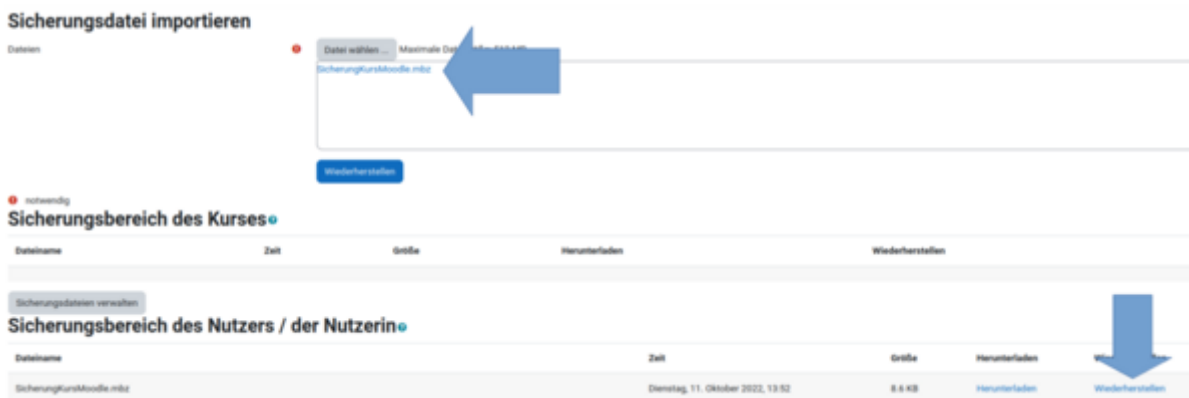 Sicherungsdatei importieren
Dateien
Datei wählen ... Maximale
SicherungKursMoodle.mbz
Wiederherstellen
notwendig
Sicherungsbereich des Kurses
Dateiname Zeit Größe Herunterladen Wiederherstellen
Sicherungsdateien verwalten
Sicherungsbereich des Nutzers / der Nutzerin
Dateiname Zeit Größe Herunterladen
SicherungKursMoodle.mbz Dienstag, 11. Oktober 2022, 13:52 8.6 KB Herunterladen Wiederherstellen